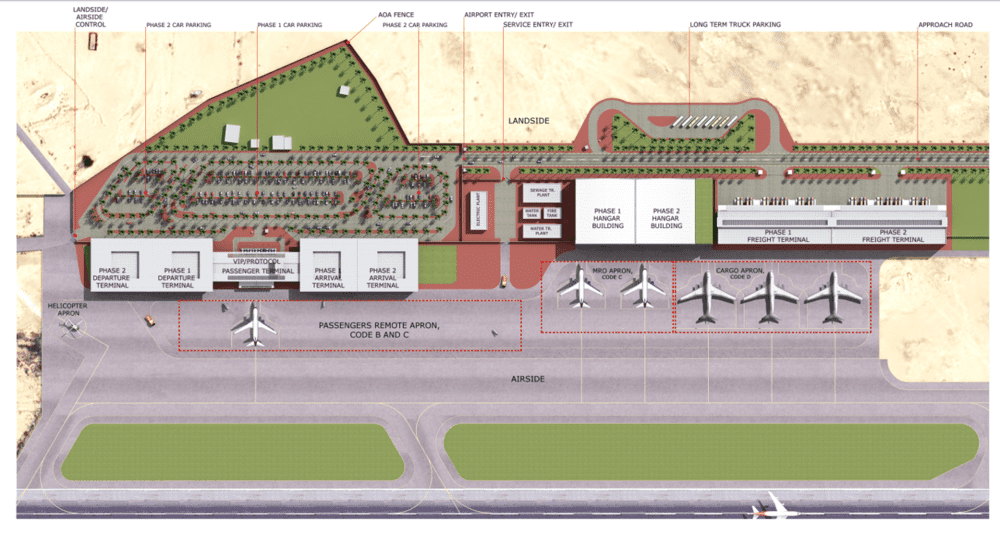 LANDSIDE/
AIRSIDE
CONTROL
PHASE 2 CAR PARKING
PHASE 1 CAR PARKING
AOA FENCE
PHASE 2 CAR PARKING
AIRPORT ENTRY/ EXIT
SERVICE ENTRY/ EXIT
LONG TERM TRUCK PARKING
APPROACH ROAD
LANDSIDE
ELECTRIC PLANT
SEWAGE TR.
PLANT
WATER
TANK
FIRE
TANK
WATER TR.
PLANT
PHASE 1
HANGAR
BUILDING
PHASE 2
HANGAR
BUILDING
PHASE 1
FREIGHT TERMINAL
PHASE 2
FREIGHT TERMINAL
PHASE 2
DEPARTURE
TERMINAL
PHASE 1
DEPARTURE
TERMINAL
VIP/PROTOCOL
PASSENGER TERMINAL
PHASE 1
ARRIVAL
TERMINAL
PHASE 2
ARRIVAL
TERMINAL
MRO APRON,
CODE C
CARGO APRON,
CODE D
HELICOPTER
APRON
PASSENGERS REMOTE APRON,
CODE B AND C
AIRSIDE